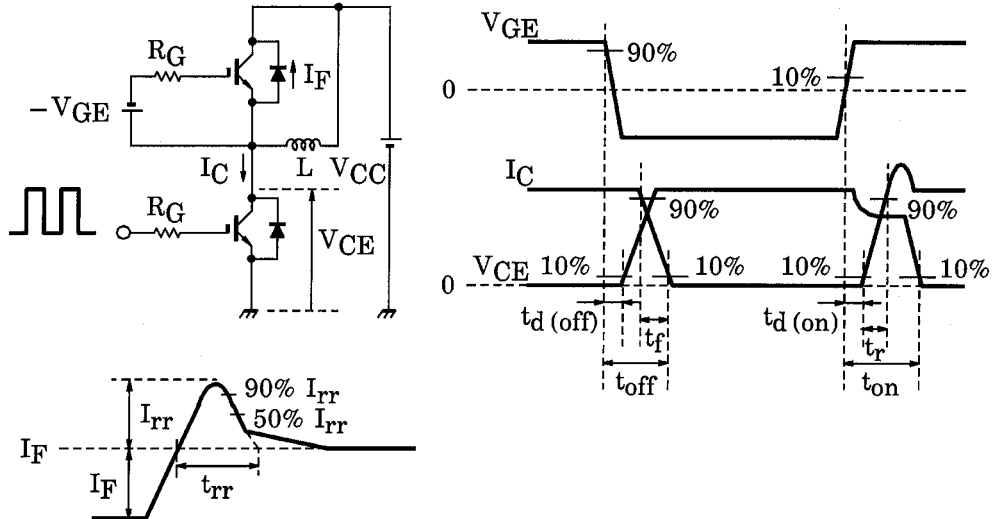 R_G
I_F
−V_GE
I_C
L
V_CC
R_G
V_CE
V_GE
90%
10%
0
I_C
90%
90%
V_CE
10%
10%
10%
10%
0
t_d (off)
t_f
t_off
t_d (on)
t_r
t_on
90% I_rr
50% I_rr
I_rr
I_F
I_F
t_rr